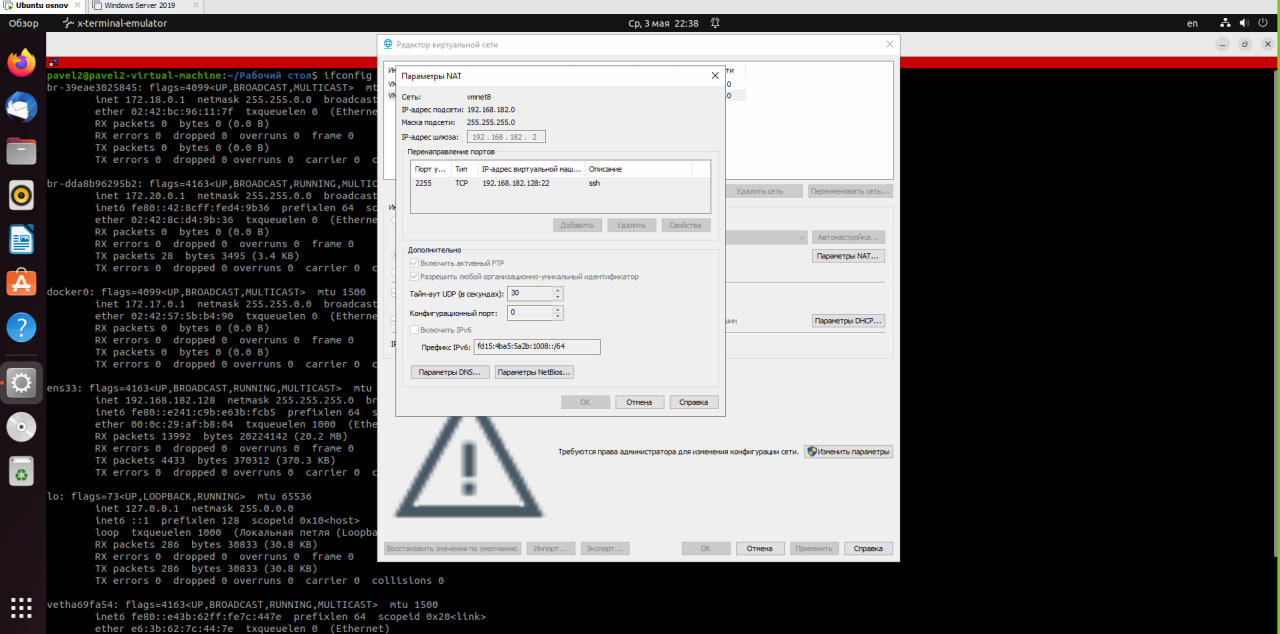 Ubuntu osnov
Windows Server 2019
Обзор
x-terminal-emulator
Ср, 3 мая 22:38
en
Редактор виртуальной сети
pavel2@pavel2-virtual-machine:~/Рабочий стол$ ifconfig
br-39eae3025845: flags=4099<UP,BROADCAST,MULTICAST> mt
inet 172.18.0.1 netmask 255.255.0.0 broadcast
ether 02:42:bc:96:11:7f txqueuelen 0 (Etherne
RX packets 0 bytes 0 (0.0 B)
RX errors 0 dropped 0 overruns 0 frame 0
TX packets 0 bytes 0 (0.0 B)
TX errors 0 dropped 0 overruns 0 carrier 0 c
br-dda8b96295b2: flags=4163<UP,BROADCAST,RUNNING,MULTIC
inet 172.20.0.1 netmask 255.255.0.0 broadcast
inet6 fe80::42:8cff:fed4:9b36 prefixlen 64 sc
ether 02:42:8c:d4:9b:36 txqueuelen 0 (Etherne
RX packets 0 bytes 0 (0.0 B)
RX errors 0 dropped 0 overruns 0 frame 0
TX packets 28 bytes 3495 (3.4 KB)
TX errors 0 dropped 0 overruns 0 carrier 0 c
docker0: flags=4099<UP,BROADCAST,MULTICAST> mtu 1500
inet 172.17.0.1 netmask 255.255.0.0 broadcast
ether 02:42:57:5b:b4:90 txqueuelen 0 (Etherne
RX packets 0 bytes 0 (0.0 B)
RX errors 0 dropped 0 overruns 0 frame 0
TX packets 0 bytes 0 (0.0 B)
TX errors 0 dropped 0 overruns 0 carrier 0 c
ens33: flags=4163<UP,BROADCAST,RUNNING,MULTICAST> mtu
inet 192.168.182.128 netmask 255.255.255.0 br
inet6 fe80::e241:c9b:e63b:fcb5 prefixlen 64 s
ether 00:0c:29:af:b8:04 txqueuelen 1000 (Ethe
RX packets 13992 bytes 20224142 (20.2 MB)
RX errors 0 dropped 0 overruns 0 frame 0
TX packets 4433 bytes 370312 (370.3 KB)
TX errors 0 dropped 0 overruns 0 carrier 0 c
lo: flags=73<UP,LOOPBACK,RUNNING> mtu 65536
inet 127.0.0.1 netmask 255.0.0.0
inet6 ::1 prefixlen 128 scopeid 0x10<host>
loop txqueuelen 1000 (Локальная петля (Loopba
RX packets 286 bytes 30833 (30.8 KB)
RX errors 0 dropped 0 overruns 0 frame 0
TX packets 286 bytes 30833 (30.8 KB)
TX errors 0 dropped 0 overruns 0 carrier 0 collisions 0
vetha69fa54: flags=4163<UP,BROADCAST,RUNNING,MULTICAST> mtu 1500
inet6 fe80::e43b:62ff:fe7c:447e prefixlen 64 scopeid 0x20<link>
ether e6:3b:62:7c:44:7e txqueuelen 0 (Ethernet)
Параметры NAT
Сеть: vmnet8
IP-адрес подсети: 192.168.182.0
Маска подсети: 255.255.255.0
IP-адрес шлюза: 192 . 168 . 182 . 2
Перенаправление портов
Порт у... Тип IP-адрес виртуальной маш... Описание
2255 TCP 192.168.182.128:22 ssh
Добавить Удалить Свойства
Дополнительно
Включить активный FTP
Разрешить любой организационно-уникальный идентификатор
Тайм-аут UDP (в секундах): 30
Конфигурационный порт: 0
Включить IPv6
Префикс IPv6: fd15:4ba5:5a2b:1008::/64
Параметры DNS... Параметры NetBios...
OK Отмена Справка
Удалить сеть Переименовать сеть...
Автонастройка...
Параметры NAT...
Параметры DHCP...
Требуются права администратора для изменения конфигурации сети. Изменить параметры
Восстановить значения по умолчанию Импорт... Экспорт... OK Отмена Применить Справка